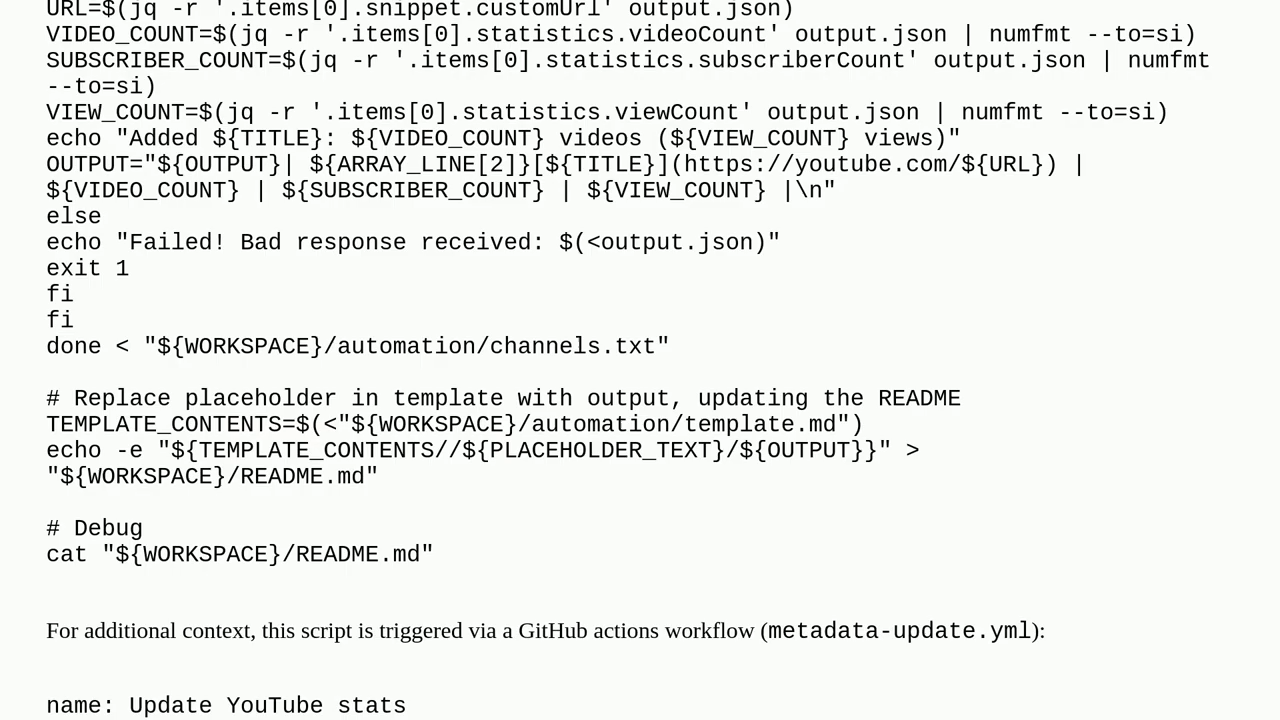 URL=$(jq -r '.items[0].snippet.customUrl' output.json)
VIDEO_COUNT=$(jq -r '.items[0].statistics.videoCount' output.json | numfmt --to=si)
SUBSCRIBER_COUNT=$(jq -r '.items[0].statistics.subscriberCount' output.json | numfmt
--to=si)
VIEW_COUNT=$(jq -r '.items[0].statistics.viewCount' output.json | numfmt --to=si)
echo "Added ${TITLE}: ${VIDEO_COUNT} videos (${VIEW_COUNT} views)"
OUTPUT="${OUTPUT}| ${ARRAY_LINE[2]}[${TITLE}](https://youtube.com/${URL}) |
${VIDEO_COUNT} | ${SUBSCRIBER_COUNT} | ${VIEW_COUNT} |\n"
else
echo "Failed! Bad response received: $(<output.json)"
exit 1
fi
fi
done < "${WORKSPACE}/automation/channels.txt"
# Replace placeholder in template with output, updating the README
TEMPLATE_CONTENTS=$(<"${WORKSPACE}/automation/template.md")
echo -e "${TEMPLATE_CONTENTS//${PLACEHOLDER_TEXT}/${OUTPUT}}" >
"${WORKSPACE}/README.md"
# Debug
cat "${WORKSPACE}/README.md"
For additional context, this script is triggered via a GitHub actions workflow (metadata-update.yml):
name: Update YouTube stats